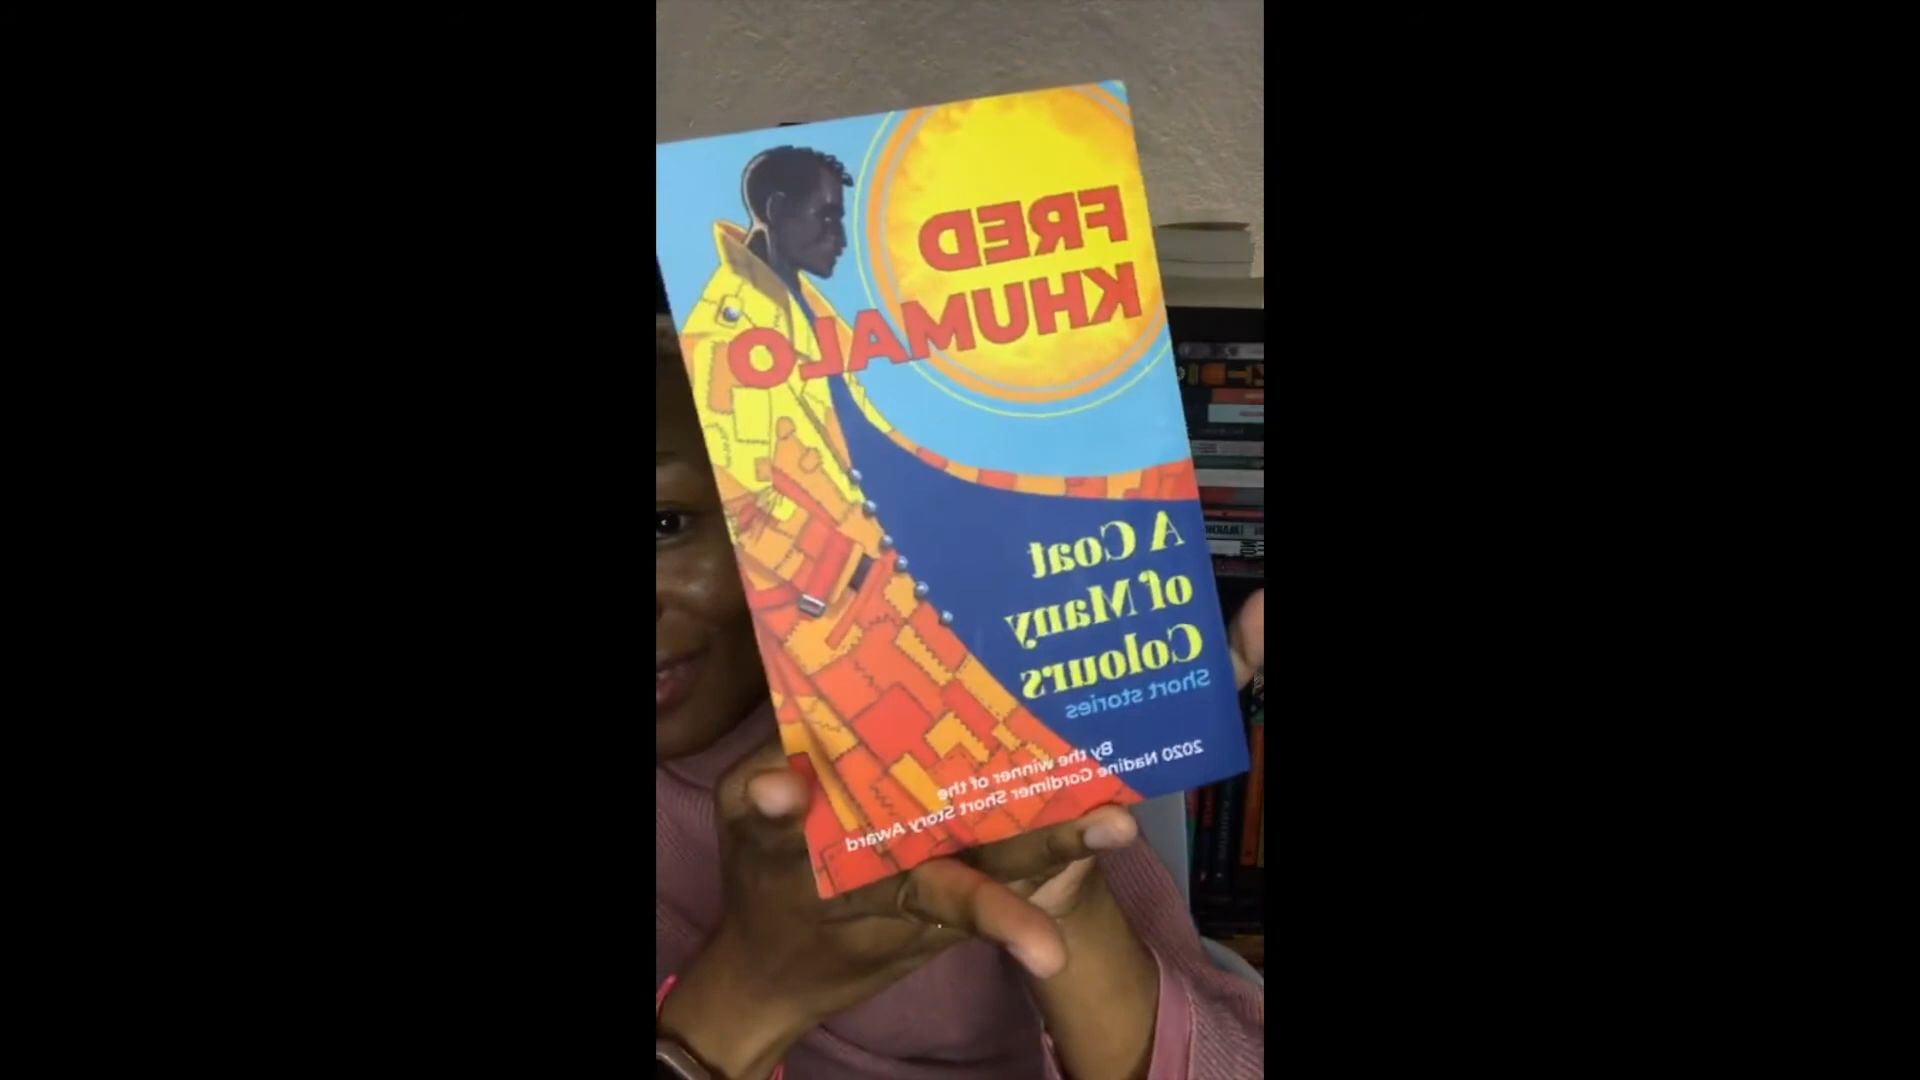 FRED
KHUMALO
A Coat
of Many
Colours
Short stories
By the winner of the
2020 Nadine Gordimer Short Story Award